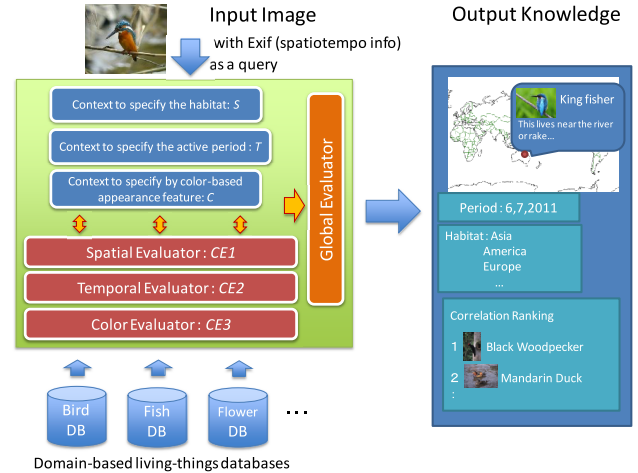 Input Image
with Exif (spatiotempo info)
as a query
Context to specify the habitat: S
Context to specify the active period : T
Context to specify by color-based
appearance feature: C
Spatial Evaluator : CE1
Temporal Evaluator : CE2
Color Evaluator : CE3
Global Evaluator
Bird
DB
Fish
DB
Flower
DB
...
Domain-based living-things databases
Output Knowledge
King fisher
This lives near the river
or rake...
Period : 6,7,2011
Habitat : Asia
America
Europe
...
Correlation Ranking
1 Black Woodpecker
2 Mandarin Duck
: